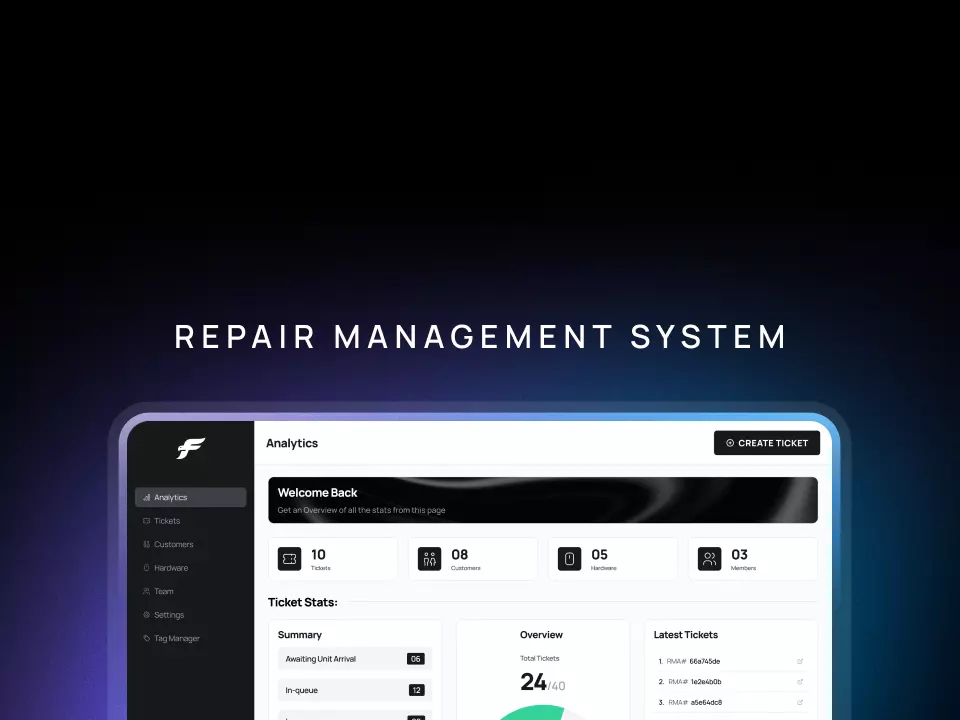 REPAIR MANAGEMENT SYSTEM
Analytics
CREATE TICKET
Analytics
Tickets
Customers
Hardware
Team
Settings
Tag Manager
Welcome Back
Get an Overview of all the stats from this page
10
Tickets
08
Customers
05
Hardware
03
Members
Ticket Stats:
Summary
Awaiting Unit Arrival 06
In-queue 12
Overview
Total Tickets
24/40
Latest Tickets
1. RMA# 66a745de
2. RMA# 1e2e4b0b
3. RMA# a5e64dc8